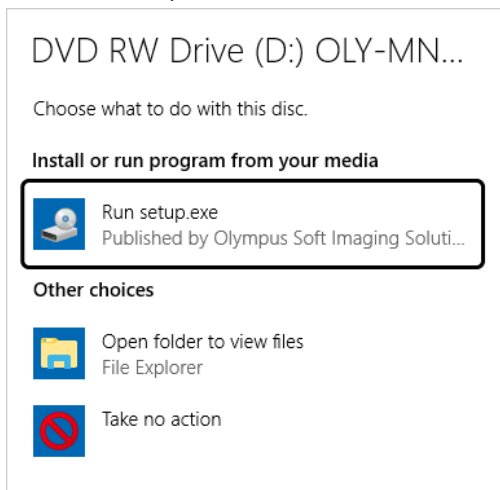 DVD RW Drive (D:) OLY-MN...
Choose what to do with this disc.
Install or run program from your media
Run setup.exe
Published by Olympus Soft Imaging Soluti...
Other choices
Open folder to view files
File Explorer
Take no action